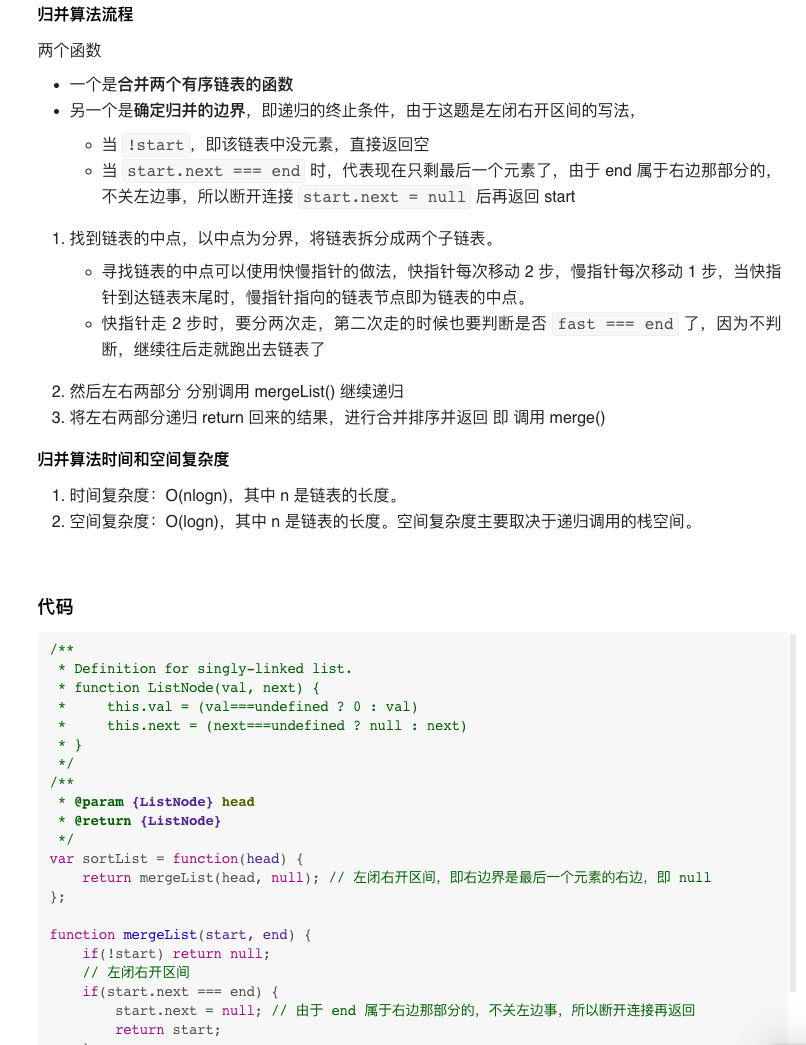 归并算法流程
两个函数
• 一个是合并两个有序链表的函数
• 另一个是确定归并的边界，即递归的终止条件，由于这题是左闭右开区间的写法，
◦ 当 !start，即该链表中没元素，直接返回空
◦ 当 start.next === end 时，代表现在只剩最后一个元素了，由于 end 属于右边那部分的，
不关左边事，所以断开连接 start.next = null 后再返回 start
1. 找到链表的中点，以中点为分界，将链表拆分成两个子链表。
◦ 寻找链表的中点可以使用快慢指针的做法，快指针每次移动 2 步，慢指针每次移动 1 步，当快指
针到达链表末尾时，慢指针指向的链表节点即为链表的中点。
◦ 快指针走 2 步时，要分两次走，第二次走的时候也要判断是否 fast === end 了，因为不判
断，继续往后走就跑出去链表了
2. 然后左右两部分 分别调用 mergeList() 继续递归
3. 将左右两部分递归 return 回来的结果，进行合并排序并返回 即 调用 merge()
归并算法时间和空间复杂度
1. 时间复杂度：O(nlogn)，其中 n 是链表的长度。
2. 空间复杂度：O(logn)，其中 n 是链表的长度。空间复杂度主要取决于递归调用的栈空间。
代码
/**
 * Definition for singly-linked list.
 * function ListNode(val, next) {
 *     this.val = (val===undefined ? 0 : val)
 *     this.next = (next===undefined ? null : next)
 * }
 */
/**
 * @param {ListNode} head
 * @return {ListNode}
 */
var sortList = function(head) {
    return mergeList(head, null); // 左闭右开区间，即右边界是最后一个元素的右边，即 null
};
function mergeList(start, end) {
    if(!start) return null;
    // 左闭右开区间
    if(start.next === end) {
        start.next = null; // 由于 end 属于右边那部分的，不关左边事，所以断开连接再返回
        return start;